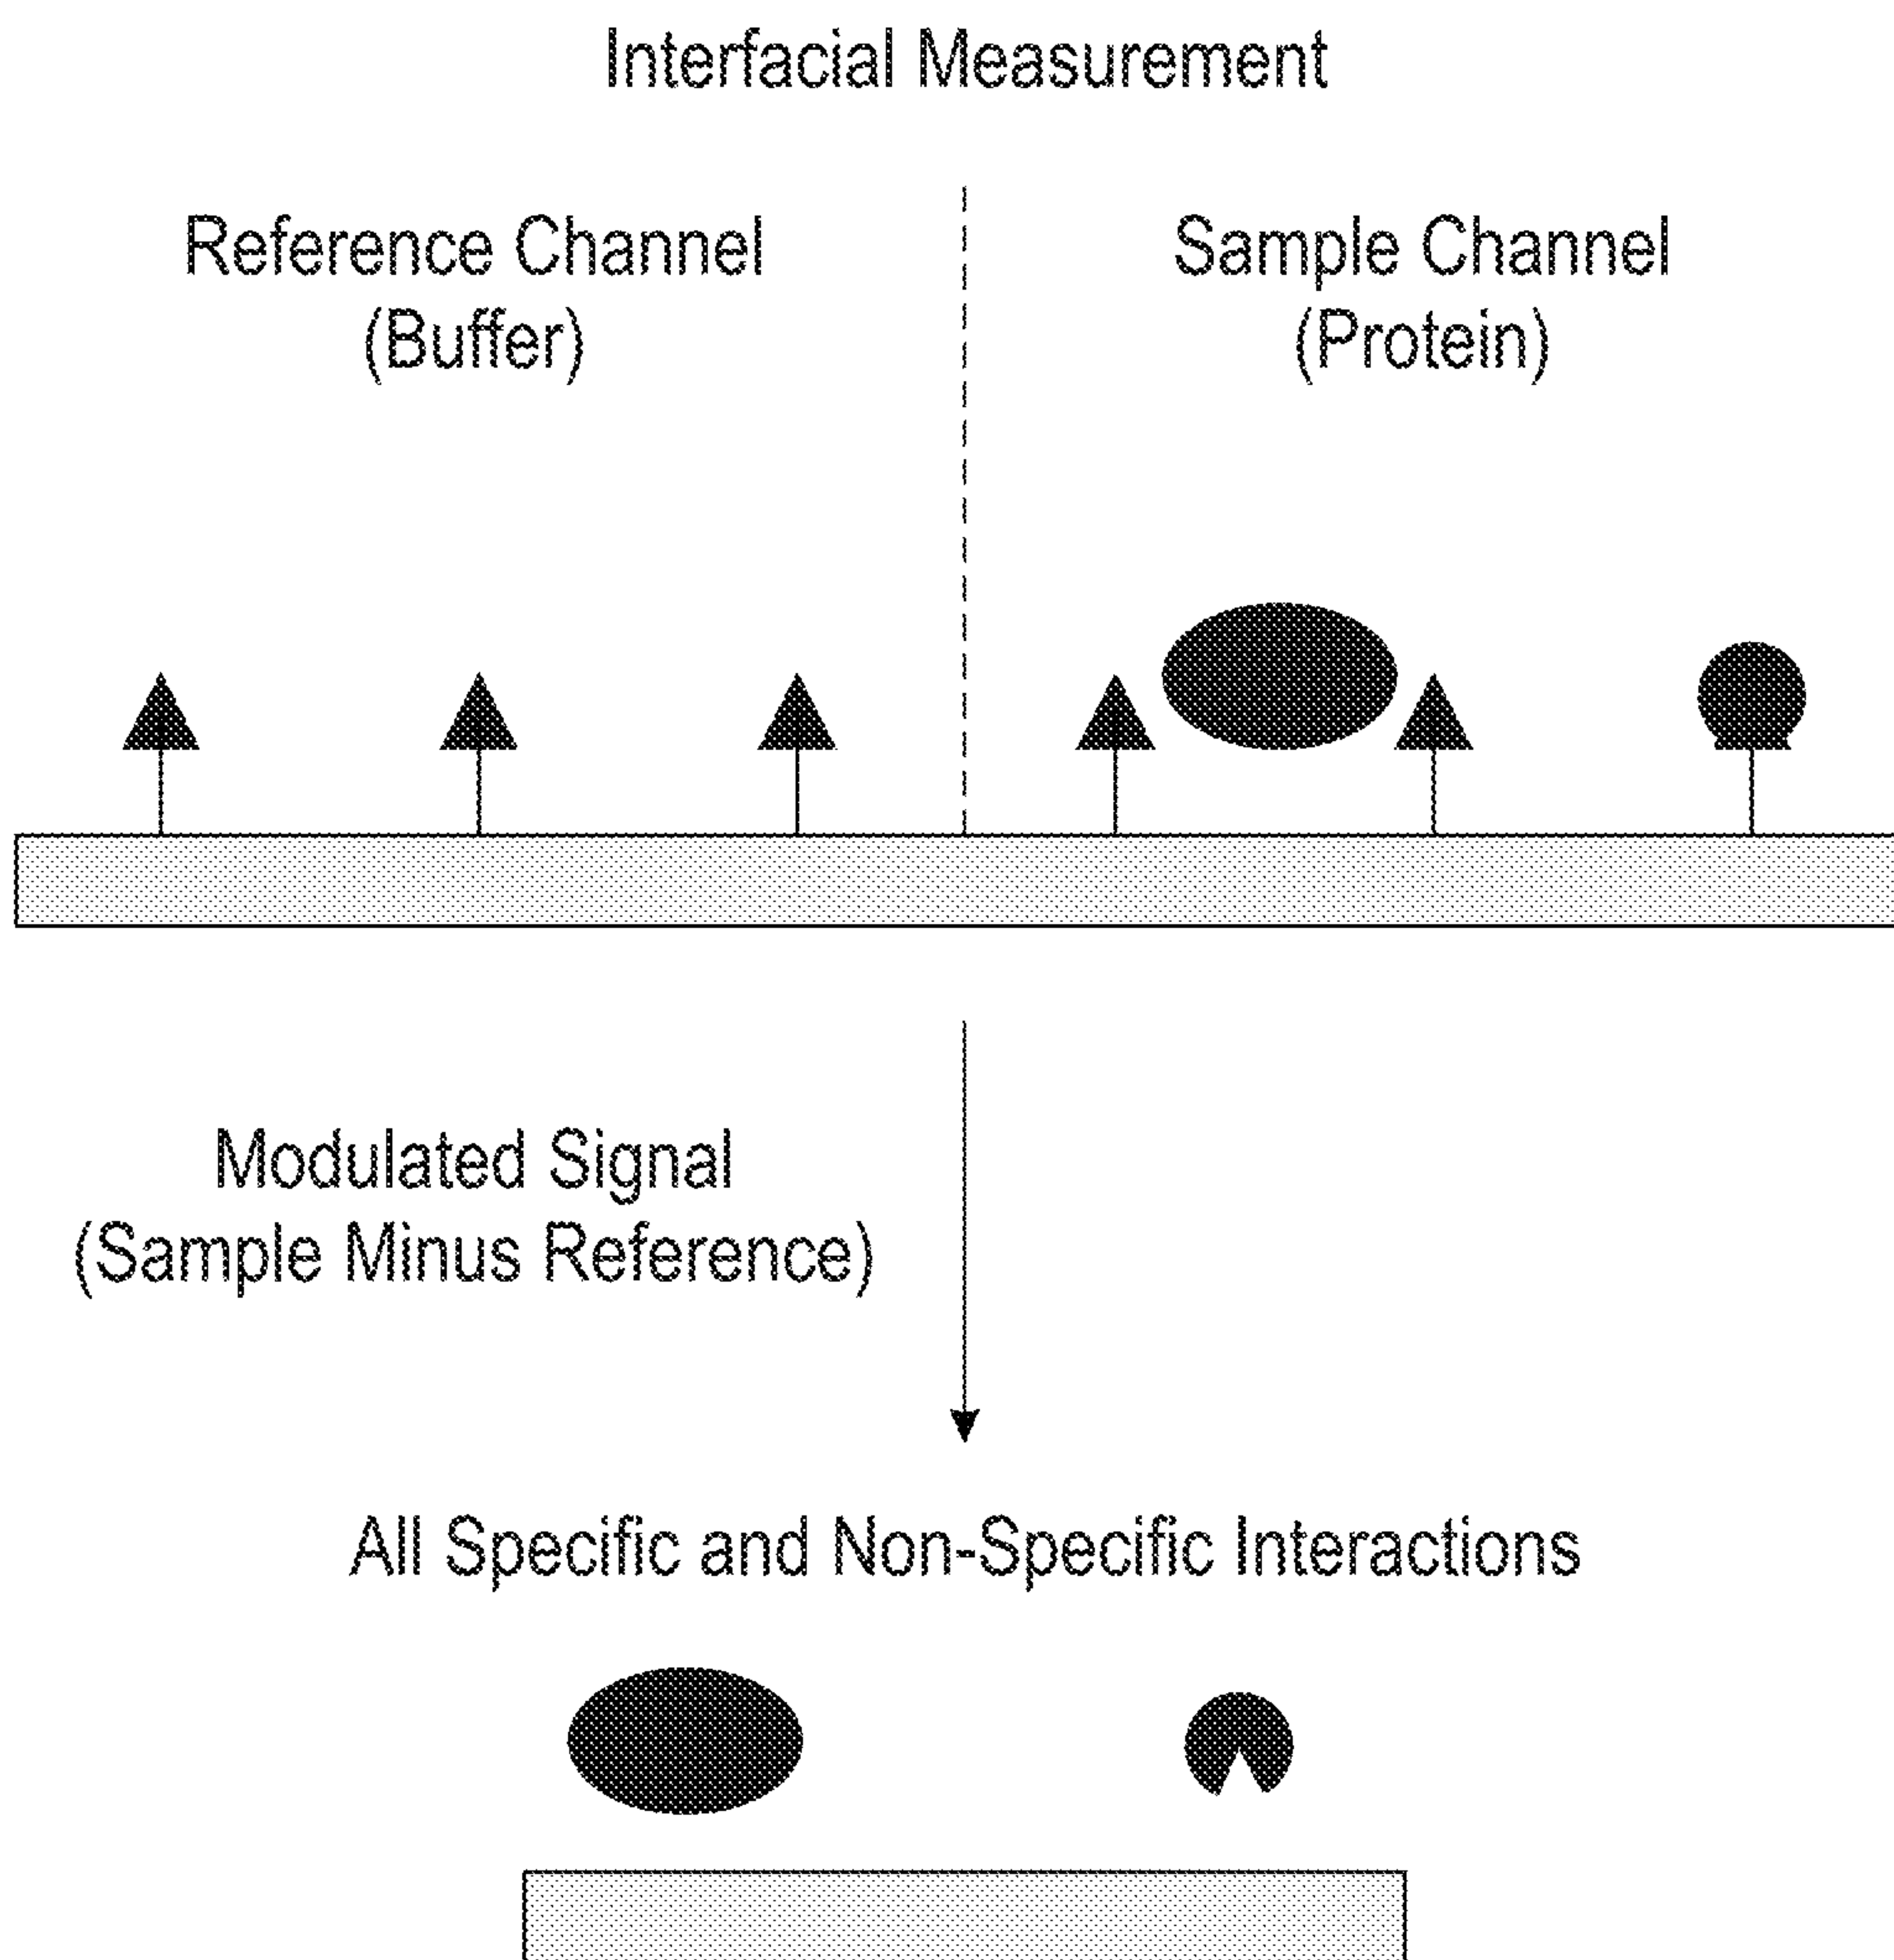 Interfacial Measurement
Reference Channel
(Buffer)
Sample Channel
(Protein)
Modulated Signal
(Sample Minus Reference)
All Specific and Non-Specific Interactions